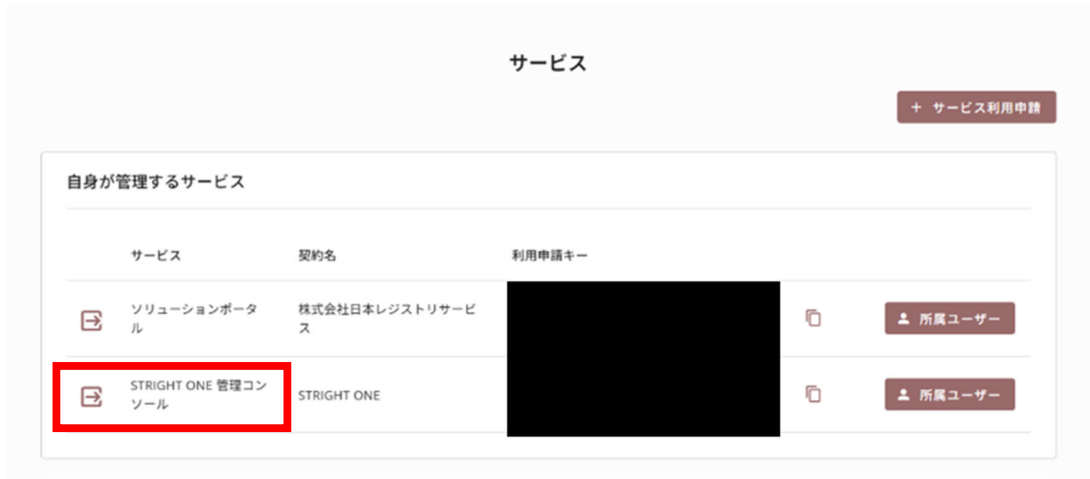 サービス
+ サービス利用申請
自身が管理するサービス
サービス 契約名 利用申請キー
ソリューションポータ
ル
株式会社日本レジストリサービ
ス
所属ユーザー
STRIGHT ONE 管理コン
ソール
STRIGHT ONE
所属ユーザー